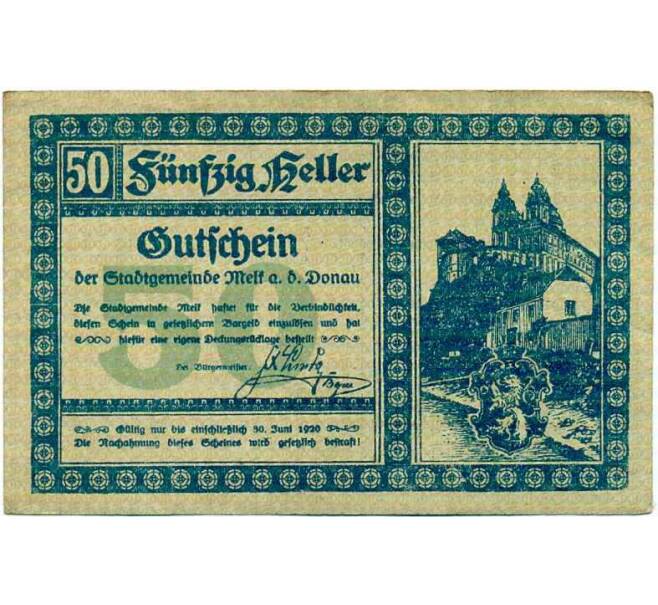 50 Fünfzig Heller
Gutschein
der Stadtgemeinde Melk a. d. Donau
Die Stadtgemeinde Melk haftet für die Verbindlichkeit,
diesen Schein in gesetzlichem Bargeld einzulösen und hat
hiefür eine eigene Deckungsrücklage bestellt
50
Der Bürgermeister:
Gültig nur bis einschließlich 30. Juni 1920
Die Nachahmung dieses Scheines wird gesetzlich bestraft!